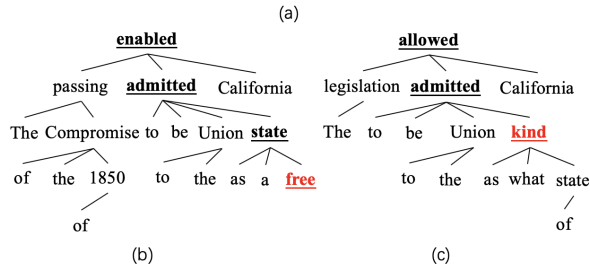 (a)
enabled allowed
passing admitted California legislation admitted California
The Compromise to be Union state The to be Union kind
of the 1850 to the as a free to the as what state
of of
(b) (c)